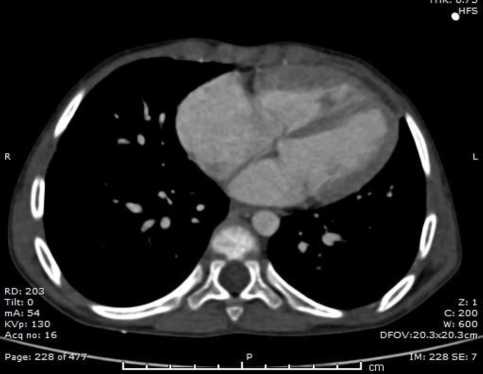 HFS
R
L
RD: 203
Tilt: 0
mA: 54
KVp: 130
Acq no: 16
Page: 228 of 477
P
cm
Z: 1
C: 200
W: 600
DFOV:20.3x20.3cm
IM: 228 SE: 7